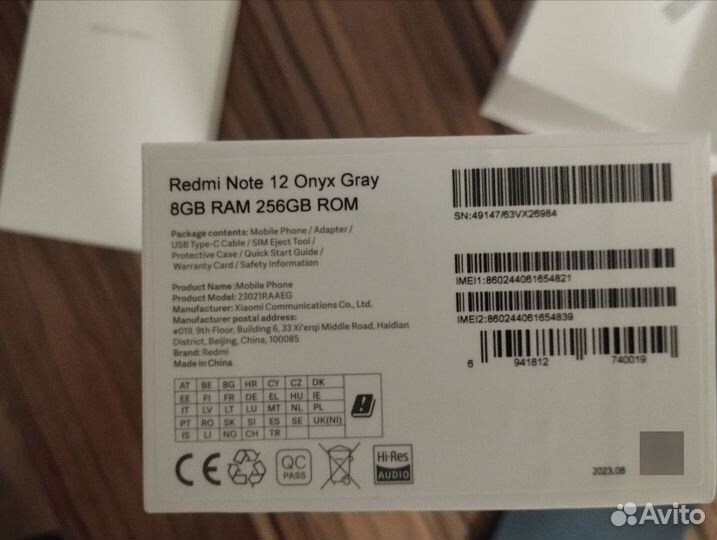 Redmi Note 12 Onyx Gray
8GB RAM 256GB ROM
Package contents: Mobile Phone / Adapter /
USB Type-C Cable / SIM Eject Tool /
Protective Case / Quick Start Guide /
Warranty Card / Safety Information
Product Name: Mobile Phone
Product Model: 23021RAAEG
Manufacturer: Xiaomi Communications Co., Ltd.
Manufacturer postal address:
#019, 9th Floor, Building 6, 33 Xi'erqi Middle Road, Haidian
District, Beijing, China, 100085
Brand: Redmi
Made in China
AT BE BG HR CY CZ DK
EE FI FR DE EL HU IE
IT LV LT LU MT NL PL
PT RO SK SI ES SE UK(NI)
IS LI NO CH TR
CE
QC
PASS
Hi-Res
AUDIO
SN:49147/63VX26984
IMEI1:860244061654821
IMEI2:860244061654839
6 941812 740019
2023.08
Avito